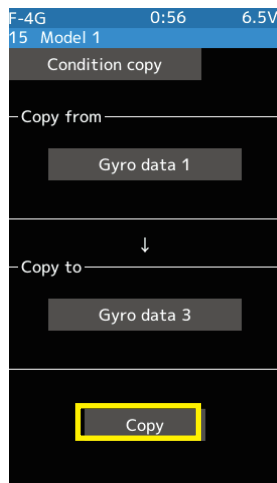 F-4G 0:56 6.5V
15 Model 1
Condition copy
Copy from
Gyro data 1
↓
Copy to
Gyro data 3
Copy